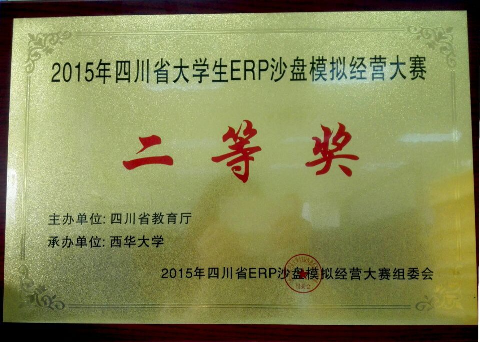 2015年四川省大学生ERP沙盘模拟经营大赛
二等奖
主办单位: 四川省教育厅
承办单位: 西华大学
2015年四川省ERP沙盘模拟经营大赛组委会